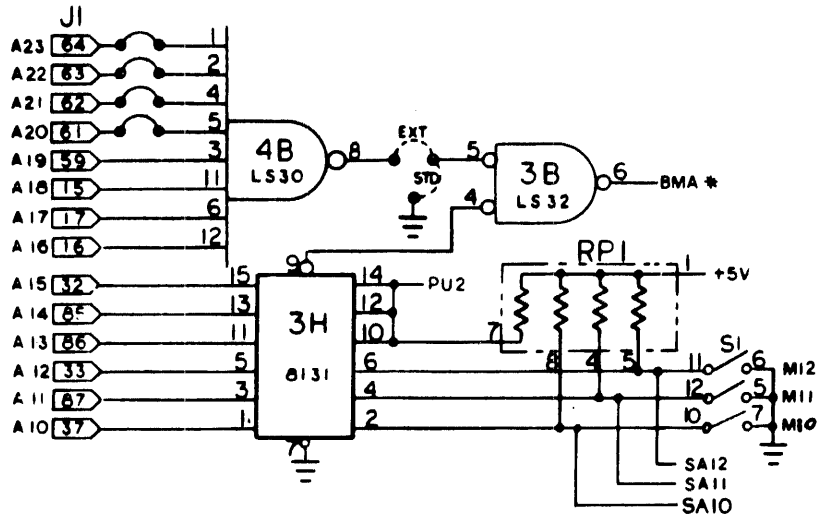 J1
A23 64 1
A22 63 2
A21 62 4
A20 61 5
A19 59 3
A18 15 11
A17 17 6
A16 16 12
4B
LS30
8
EXT
STD
5
4
3B
LS32
6
BMA*
A15 32 15
A14 85 13
A13 86 11
A12 33 5
A11 87 3
A10 37 1
9
3H
8131
7
14
12
10
6
4
2
PU2
RP1
1
+5V
7
8
4
5
S1
11 6 M12
12 5 M11
10 7 M10
SA12
SA11
SA10